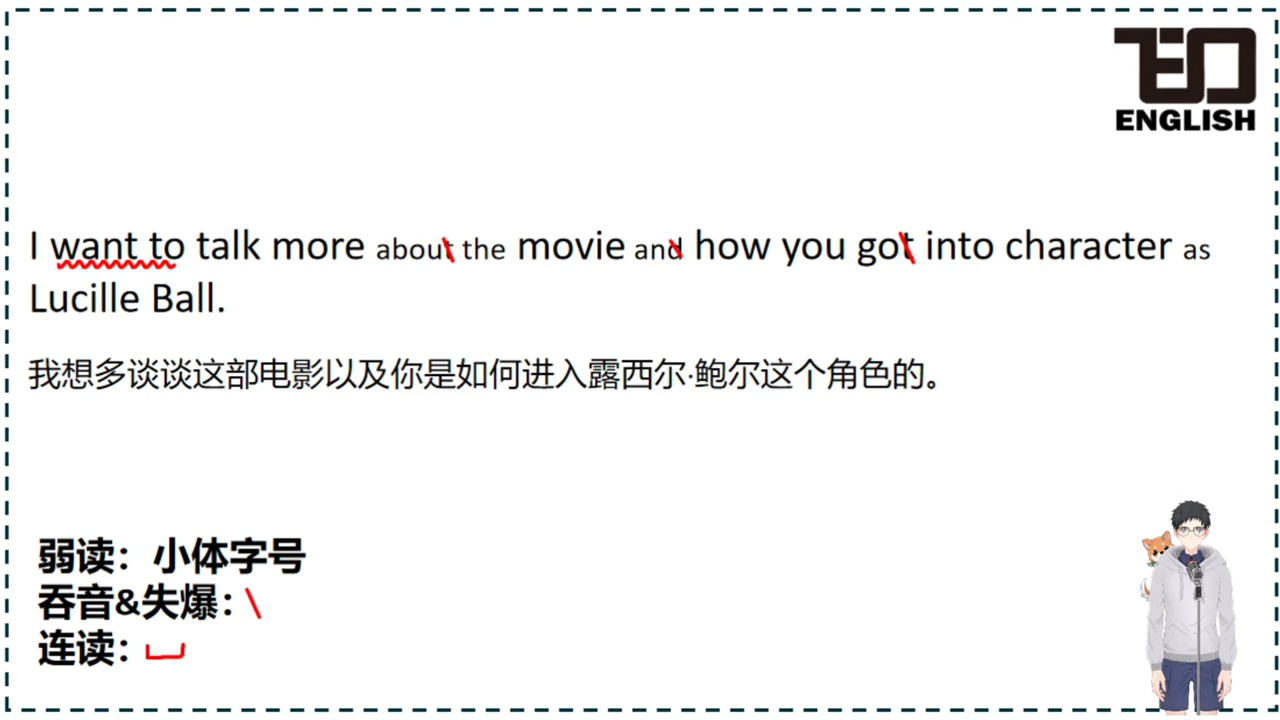 ENGLISH
I want to talk more about the movie and how you got into character as
Lucille Ball.
我想多谈谈这部电影以及你是如何进入露西尔·鲍尔这个角色的。
弱读：小体字号
吞音&失爆：\
连读：